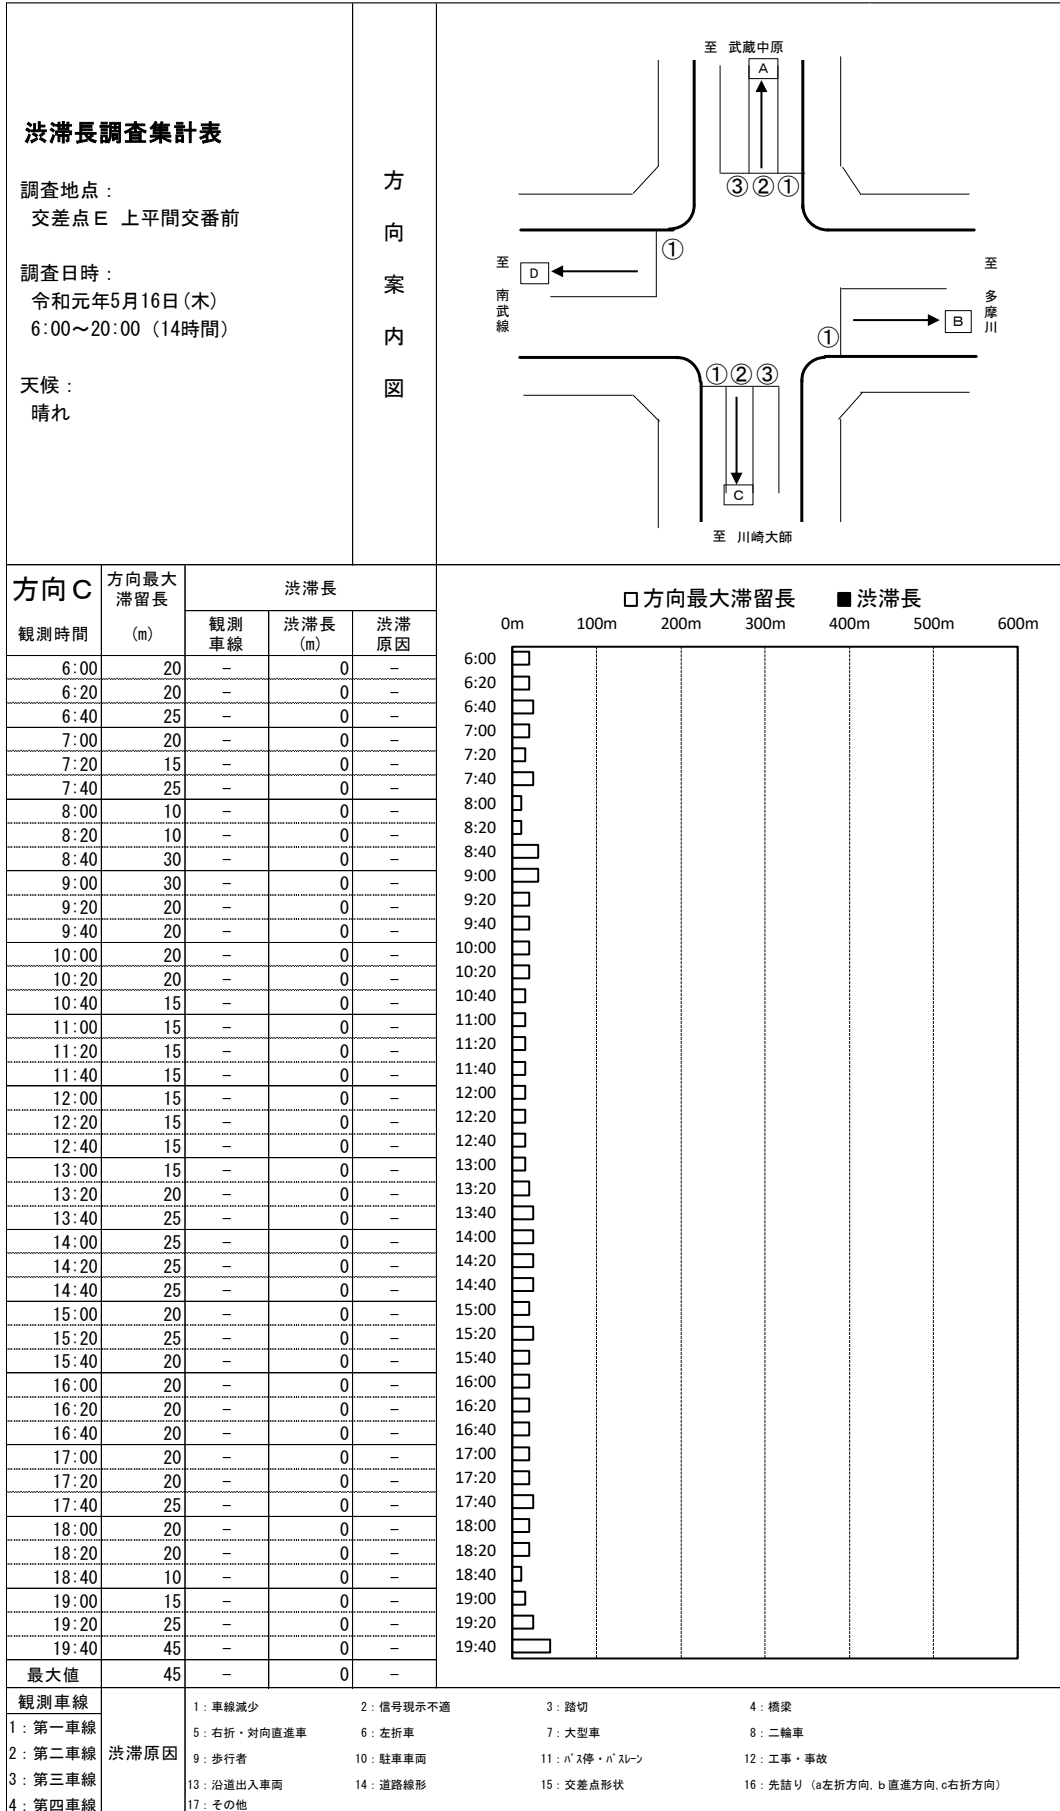 渋滞長調査集計表
調査地点：
交差点Ｅ 上平間交番前
調査日時：
令和元年5月16日(木)
6:00～20:00（14時間）
天候：
晴れ
方
向
案
内
図
至 武蔵中原
A
③②①
①
至 南武線
D
至 多摩川
B
①
①②③
C
至 川崎大師
方向Ｃ 方向最大滞留長 渋滞長
観測時間 (m) 観測車線 渋滞長(m) 渋滞原因
6:00 20 － 0 －
6:20 20 － 0 －
6:40 25 － 0 －
7:00 20 － 0 －
7:20 15 － 0 －
7:40 25 － 0 －
8:00 10 － 0 －
8:20 10 － 0 －
8:40 30 － 0 －
9:00 30 － 0 －
9:20 20 － 0 －
9:40 20 － 0 －
10:00 20 － 0 －
10:20 20 － 0 －
10:40 15 － 0 －
11:00 15 － 0 －
11:20 15 － 0 －
11:40 15 － 0 －
12:00 15 － 0 －
12:20 15 － 0 －
12:40 15 － 0 －
13:00 15 － 0 －
13:20 20 － 0 －
13:40 25 － 0 －
14:00 25 － 0 －
14:20 25 － 0 －
14:40 25 － 0 －
15:00 20 － 0 －
15:20 25 － 0 －
15:40 20 － 0 －
16:00 20 － 0 －
16:20 20 － 0 －
16:40 20 － 0 －
17:00 20 － 0 －
17:20 20 － 0 －
17:40 25 － 0 －
18:00 20 － 0 －
18:20 20 － 0 －
18:40 10 － 0 －
19:00 15 － 0 －
19:20 25 － 0 －
19:40 45 － 0 －
最大値 45 － 0 －
□方向最大滞留長 ■渋滞長
0m 100m 200m 300m 400m 500m 600m
6:00
6:20
6:40
7:00
7:20
7:40
8:00
8:20
8:40
9:00
9:20
9:40
10:00
10:20
10:40
11:00
11:20
11:40
12:00
12:20
12:40
13:00
13:20
13:40
14:00
14:20
14:40
15:00
15:20
15:40
16:00
16:20
16:40
17:00
17:20
17:40
18:00
18:20
18:40
19:00
19:20
19:40
観測車線
1：第一車線
2：第二車線
3：第三車線
4：第四車線
渋滞原因
1：車線減少 2：信号現示不適 3：踏切 4：橋梁
5：右折・対向直進車 6：左折車 7：大型車 8：二輪車
9：歩行者 10：駐車車両 11：ﾊﾞｽ停・ﾊﾞｽﾚｰﾝ 12：工事・事故
13：沿道出入車両 14：道路線形 15：交差点形状 16：先詰り（a左折方向，ｂ直進方向，c右折方向）
17：その他